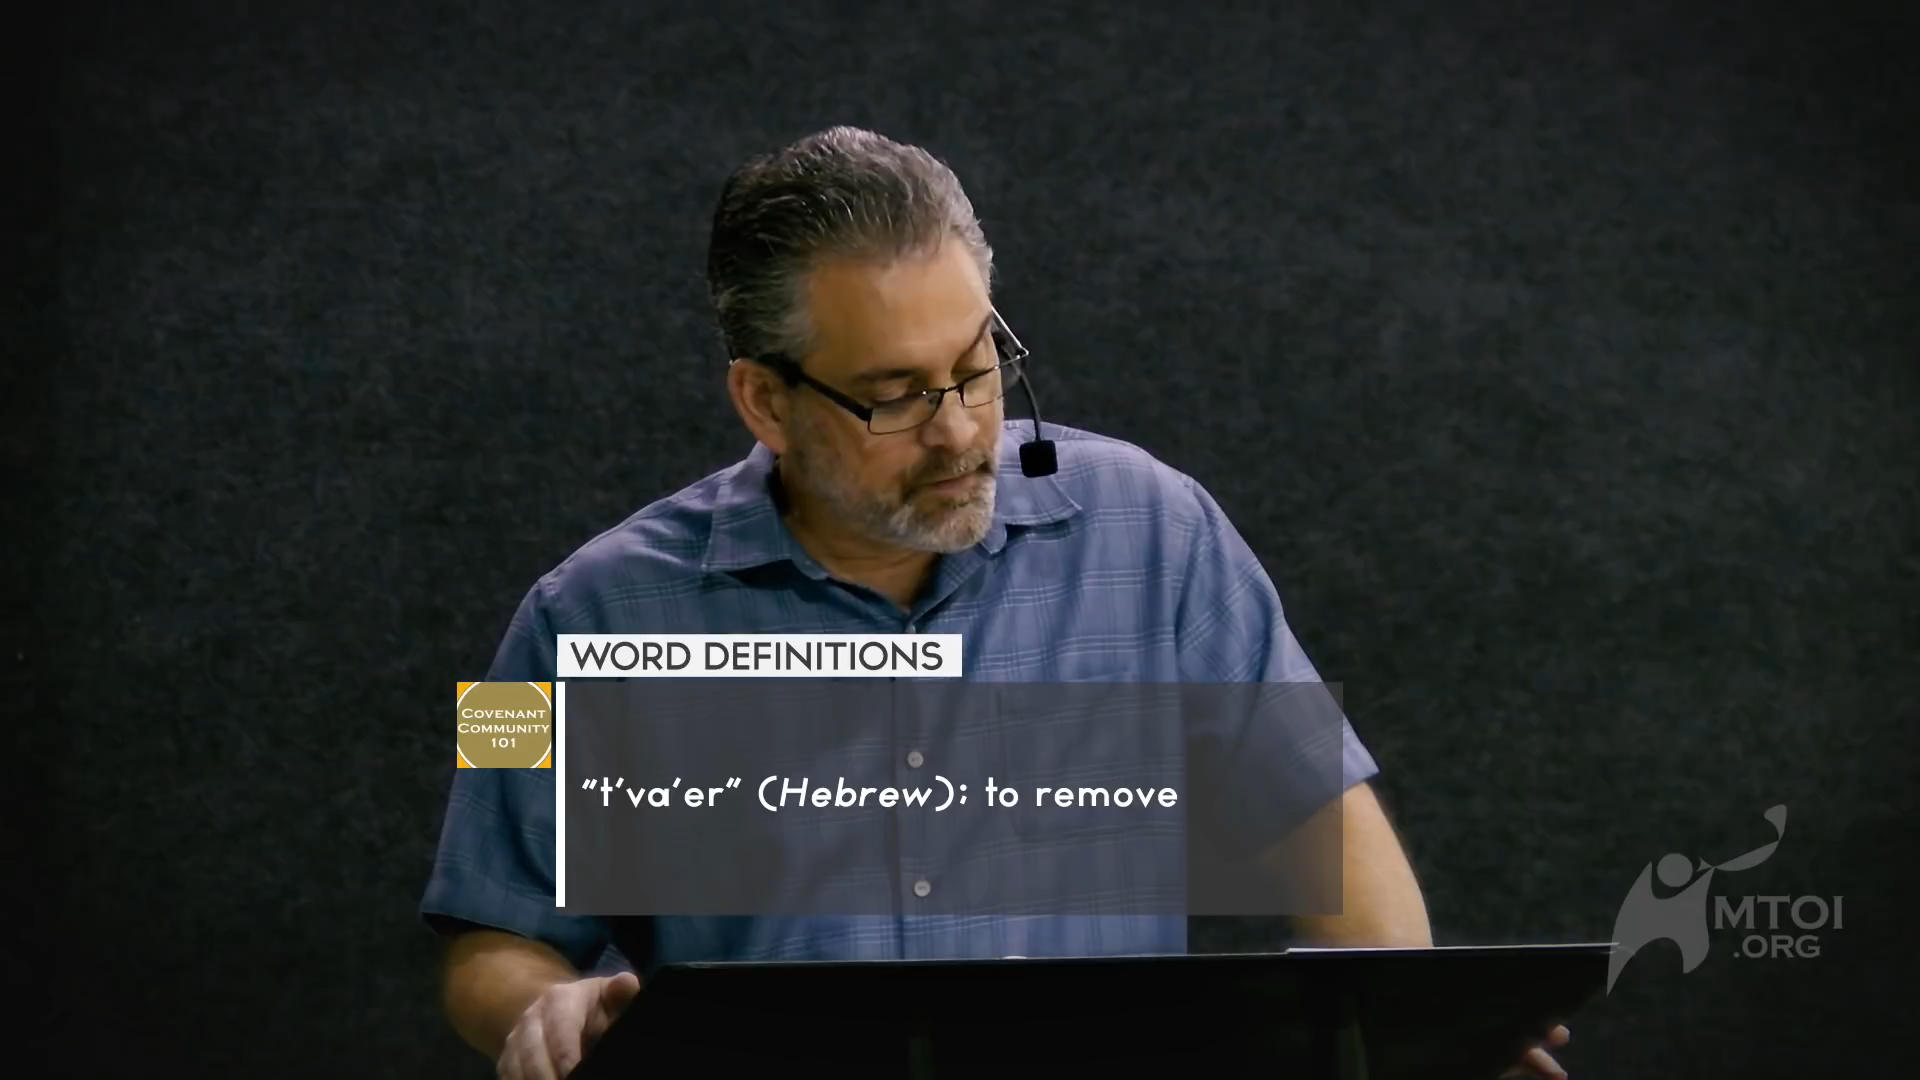 WORD DEFINITIONS
COVENANT
COMMUNITY
101
"t'va'er" (Hebrew); to remove
MTOI
.ORG